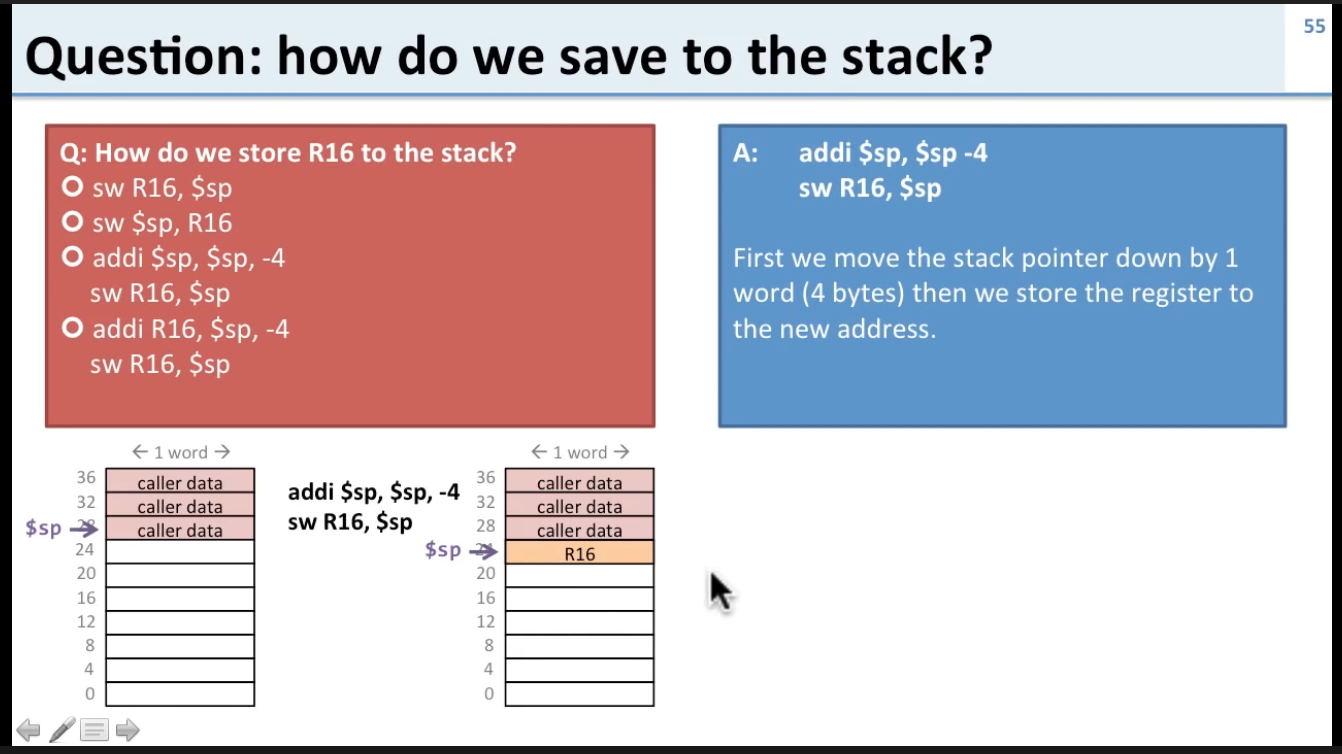 55
Question: how do we save to the stack?
Q: How do we store R16 to the stack?
sw R16, $sp
sw $sp, R16
addi $sp, $sp, -4
sw R16, $sp
addi R16, $sp, -4
sw R16, $sp
A: addi $sp, $sp -4
sw R16, $sp
First we move the stack pointer down by 1
word (4 bytes) then we store the register to
the new address.
← 1 word →
36 caller data
32 caller data
$sp → 28 caller data
24
20
16
12
8
4
0
addi $sp, $sp, -4
sw R16, $sp
← 1 word →
36 caller data
32 caller data
28 caller data
$sp → 24 R16
20
16
12
8
4
0